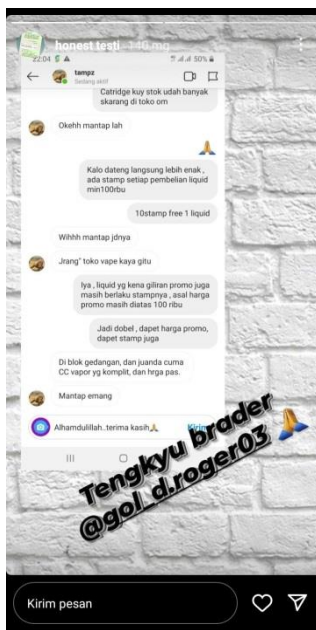 honest testi 140 mg
22:04
50%
tampz
Sedang aktif
Catridge kuy stok udah banyak
skarang di toko om
Okehh mantap lah
🙏
Kalo dateng langsung lebih enak ,
ada stamp setiap pembelian liquid
min100rbu
10stamp free 1 liquid
Wihhh mantap jdnya
Jrang" toko vape kaya gitu
Iya , liquid yg kena giliran promo juga
masih berlaku stampnya , asal harga
promo masih diatas 100 ribu
Jadi dobel , dapet harga promo,
dapet stamp juga
Di blok gedangan, dan juanda cuma
CC vapor yg komplit, dan hrga pas.
Mantap emang
Alhamdulillah..terima kasih🙏
Kirim
Tengkyu brader 🙏
@gol_d.roger03
Kirim pesan